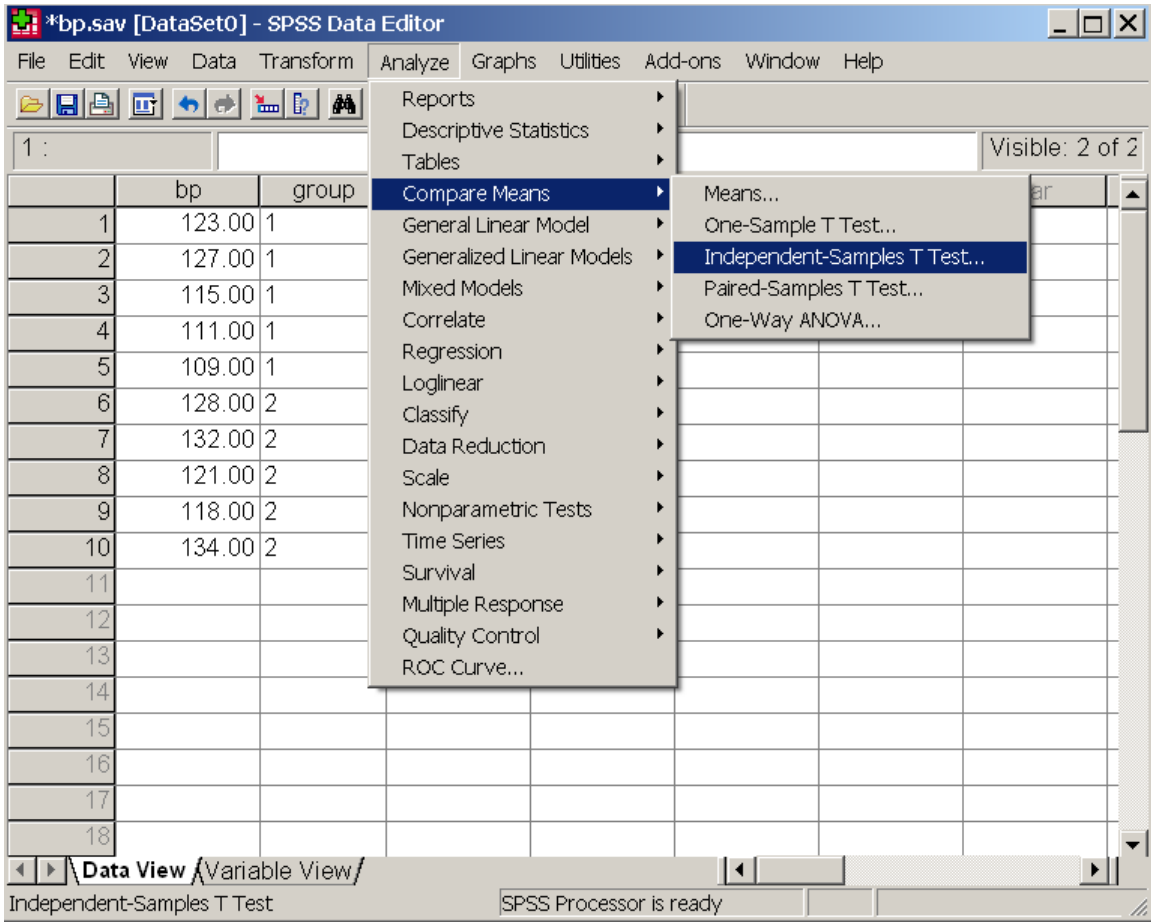 *bp.sav [DataSet0] - SPSS Data Editor
File Edit View Data Transform Analyze Graphs Utilities Add-ons Window Help
1 :
Visible: 2 of 2
Reports
Descriptive Statistics
Tables
Compare Means
General Linear Model
Generalized Linear Models
Mixed Models
Correlate
Regression
Loglinear
Classify
Data Reduction
Scale
Nonparametric Tests
Time Series
Survival
Multiple Response
Quality Control
ROC Curve...
Means...
One-Sample T Test...
Independent-Samples T Test...
Paired-Samples T Test...
One-Way ANOVA...
bp group
1 123.00 1
2 127.00 1
3 115.00 1
4 111.00 1
5 109.00 1
6 128.00 2
7 132.00 2
8 121.00 2
9 118.00 2
10 134.00 2
11
12
13
14
15
16
17
18
Data View Variable View
Independent-Samples T Test SPSS Processor is ready